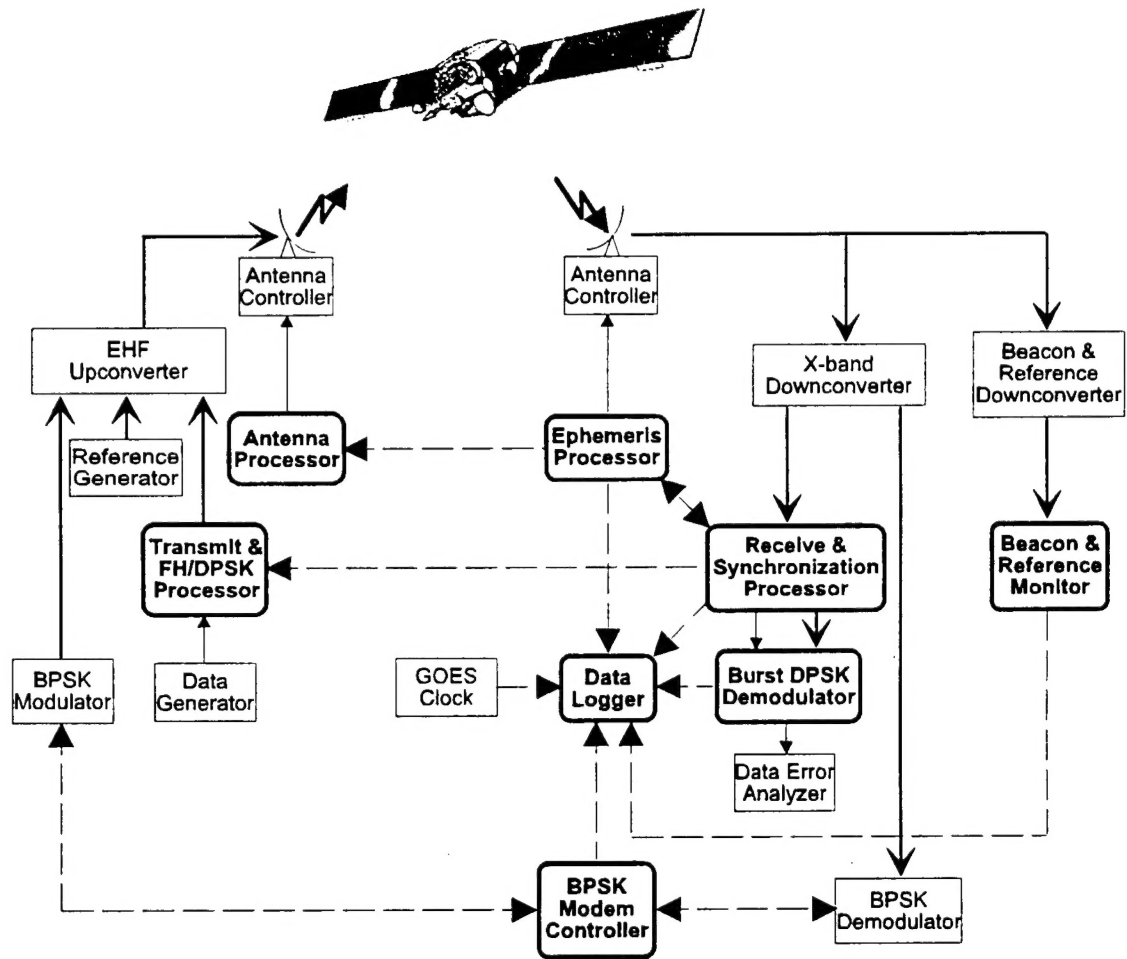 Antenna
Controller
Antenna
Controller
EHF
Upconverter
X-band
Downconverter
Beacon &
Reference
Downconverter
Antenna
Processor
Ephemeris
Processor
Reference
Generator
Transmit &
FH/DPSK
Processor
Receive &
Synchronization
Processor
Beacon &
Reference
Monitor
BPSK
Modulator
Data
Generator
GOES
Clock
Data
Logger
Burst DPSK
Demodulator
Data Error
Analyzer
BPSK
Modem
Controller
BPSK
Demodulator